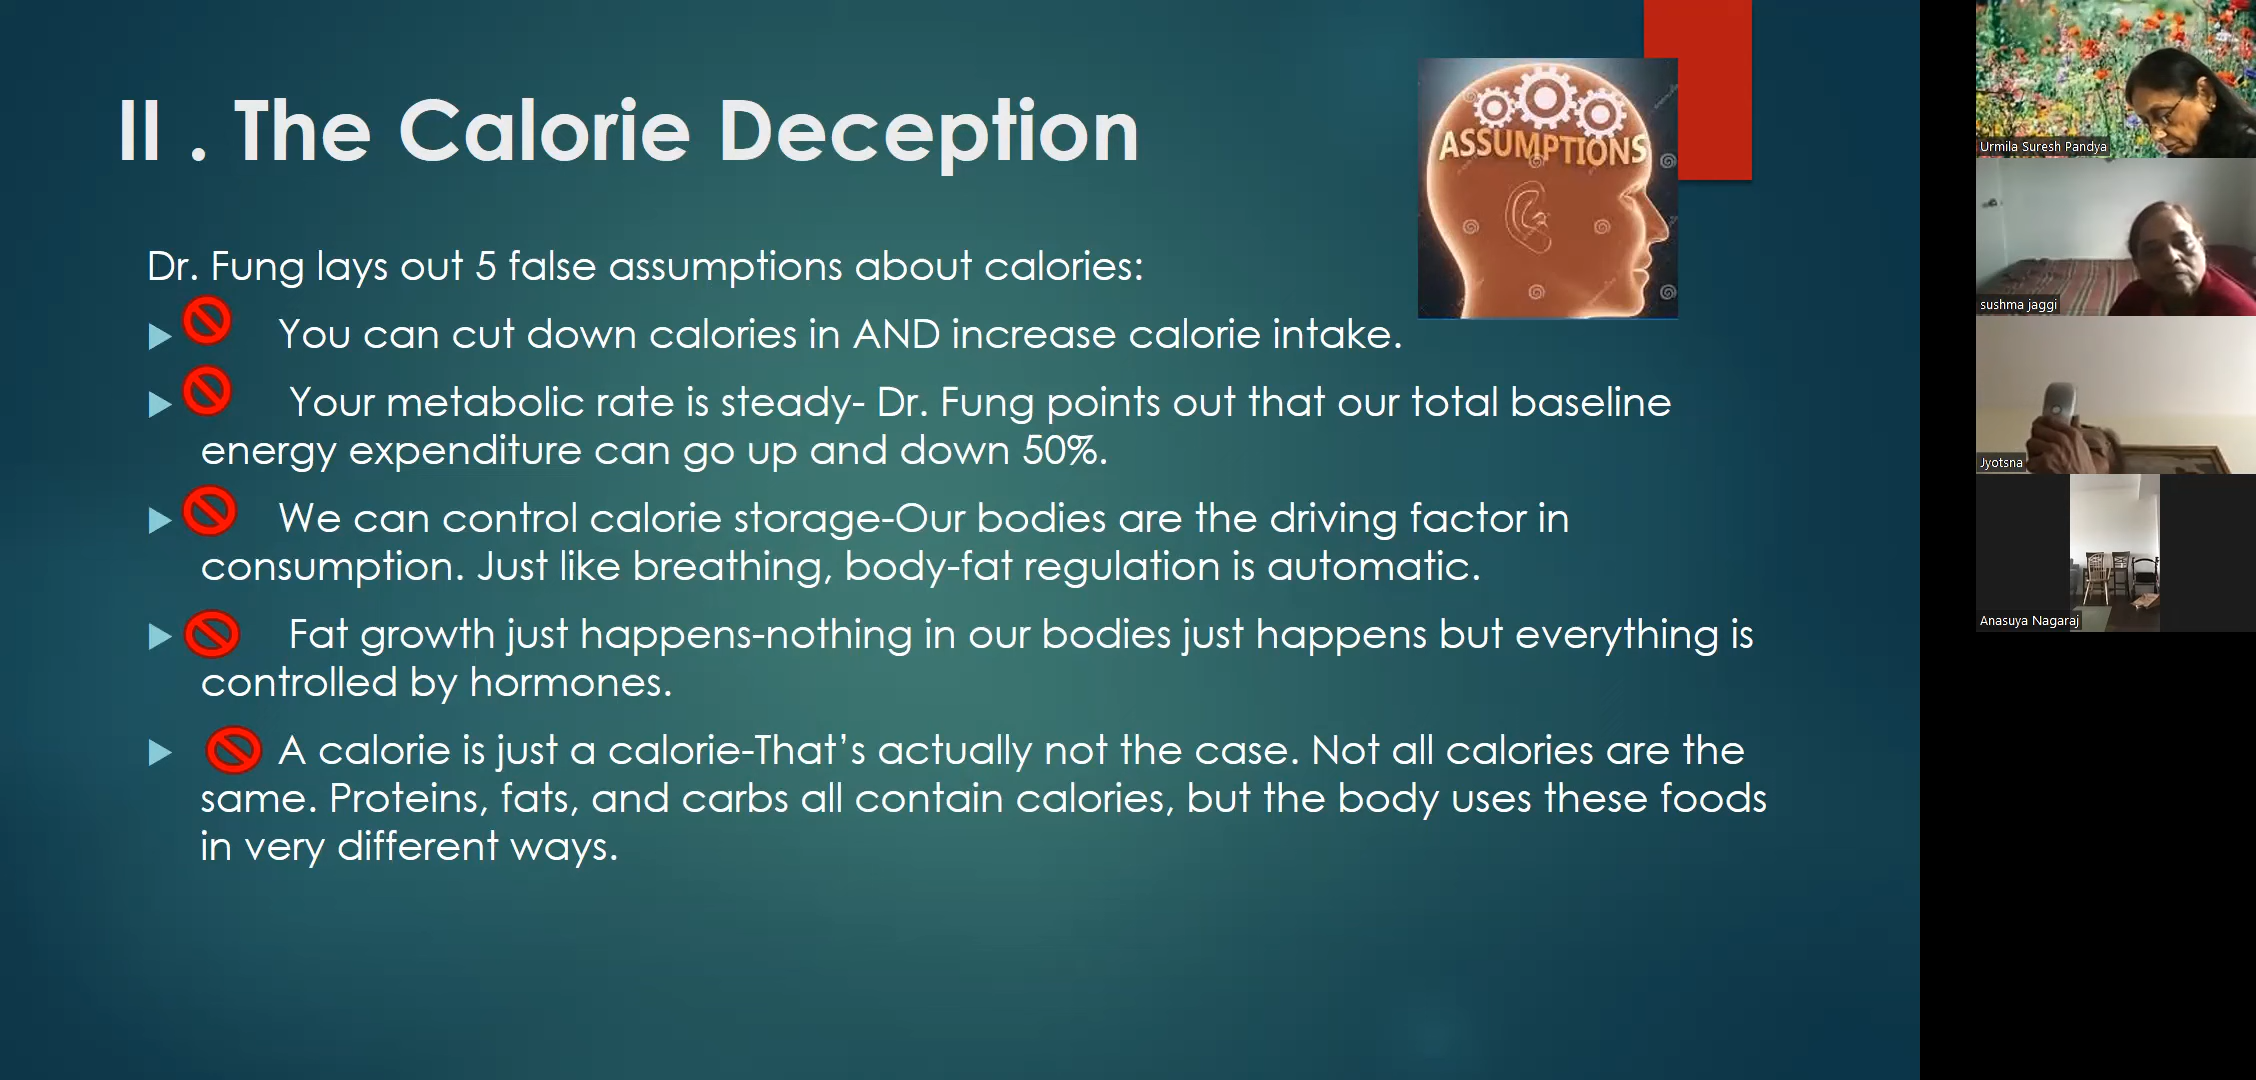 II . The Calorie Deception
ASSUMPTIONS
Dr. Fung lays out 5 false assumptions about calories:
You can cut down calories in AND increase calorie intake.
Your metabolic rate is steady- Dr. Fung points out that our total baseline
energy expenditure can go up and down 50%.
We can control calorie storage-Our bodies are the driving factor in
consumption. Just like breathing, body-fat regulation is automatic.
Fat growth just happens-nothing in our bodies just happens but everything is
controlled by hormones.
A calorie is just a calorie-That’s actually not the case. Not all calories are the
same. Proteins, fats, and carbs all contain calories, but the body uses these foods
in very different ways.
Urmila Suresh Pandya
sushma jaggi
Jyotsna
Anasuya Nagaraj